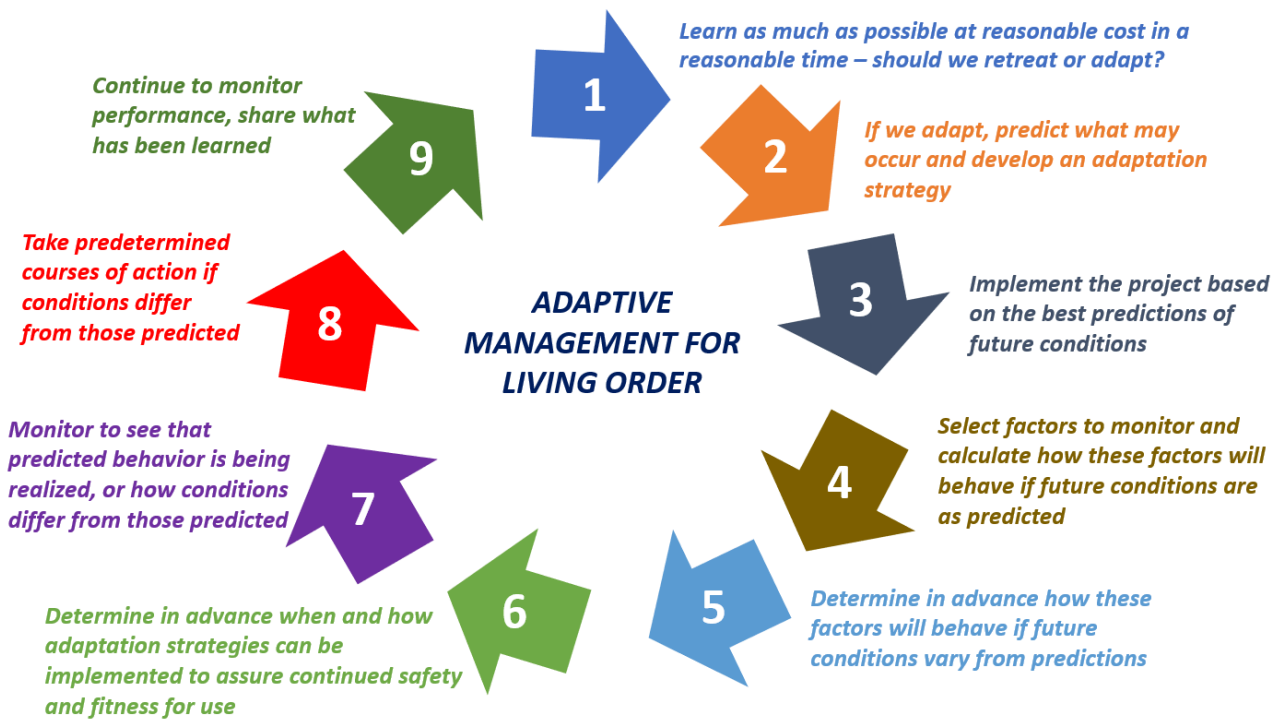 1
Learn as much as possible at reasonable cost in a
reasonable time – should we retreat or adapt?
2
If we adapt, predict what may
occur and develop an adaptation
strategy
3
Implement the project based
on the best predictions of
future conditions
4
Select factors to monitor and
calculate how these factors will
behave if future conditions are
as predicted
5
Determine in advance how these
factors will behave if future
conditions vary from predictions
6
Determine in advance when and how
adaptation strategies can be
implemented to assure continued safety
and fitness for use
7
Monitor to see that
predicted behavior is being
realized, or how conditions
differ from those predicted
8
Take predetermined
courses of action if
conditions differ
from those predicted
9
Continue to monitor
performance, share what
has been learned
ADAPTIVE
MANAGEMENT FOR
LIVING ORDER